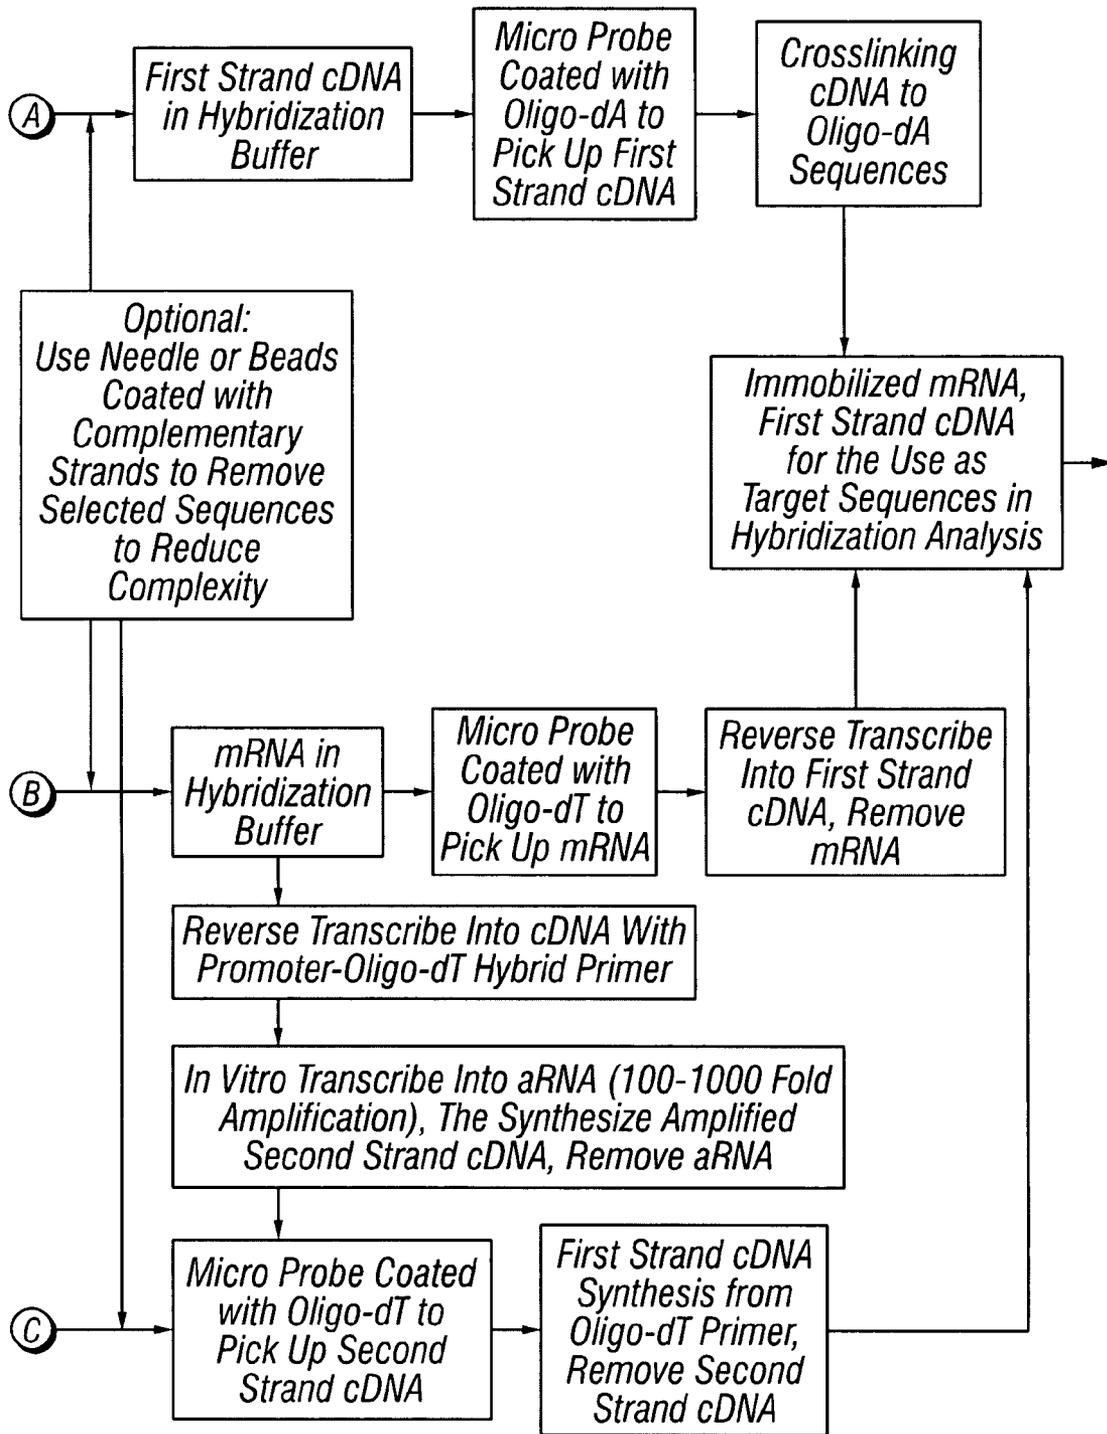 A
First Strand cDNA
in Hybridization
Buffer
Micro Probe
Coated with
Oligo-dA to
Pick Up First
Strand cDNA
Crosslinking
cDNA to
Oligo-dA
Sequences
Optional:
Use Needle or Beads
Coated with
Complementary
Strands to Remove
Selected Sequences
to Reduce
Complexity
Immobilized mRNA,
First Strand cDNA
for the Use as
Target Sequences in
Hybridization Analysis
B
mRNA in
Hybridization
Buffer
Micro Probe
Coated with
Oligo-dT to
Pick Up mRNA
Reverse Transcribe
Into First Strand
cDNA, Remove
mRNA
Reverse Transcribe Into cDNA With
Promoter-Oligo-dT Hybrid Primer
In Vitro Transcribe Into aRNA (100-1000 Fold
Amplification), The Synthesize Amplified
Second Strand cDNA, Remove aRNA
C
Micro Probe Coated
with Oligo-dT to
Pick Up Second
Strand cDNA
First Strand cDNA
Synthesis from
Oligo-dT Primer,
Remove Second
Strand cDNA